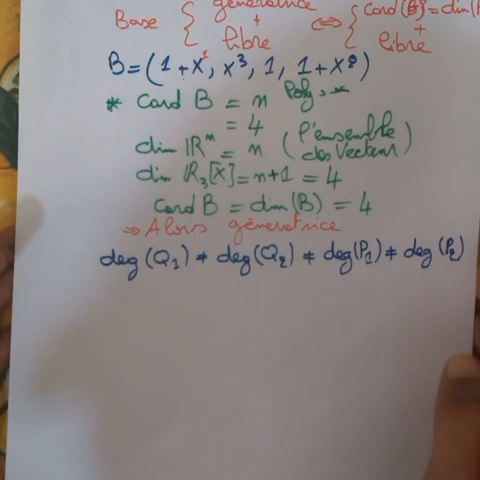 génératrice Card(B) = dim(
Base { + ⇔ { +
libre libre
B = (1 + X, X³, 1, 1 + X²)
* Card B = n Poly
= 4
dim ℝⁿ = n (l'ensemble des Vecteurs)
dim ℝ₃[X] = n+1 = 4
Card B = dim(B) = 4
⇒ Alors génératrice
deg(Q₁) ≠ deg(Q₂) ≠ deg(P₁) ≠ deg(P₂)